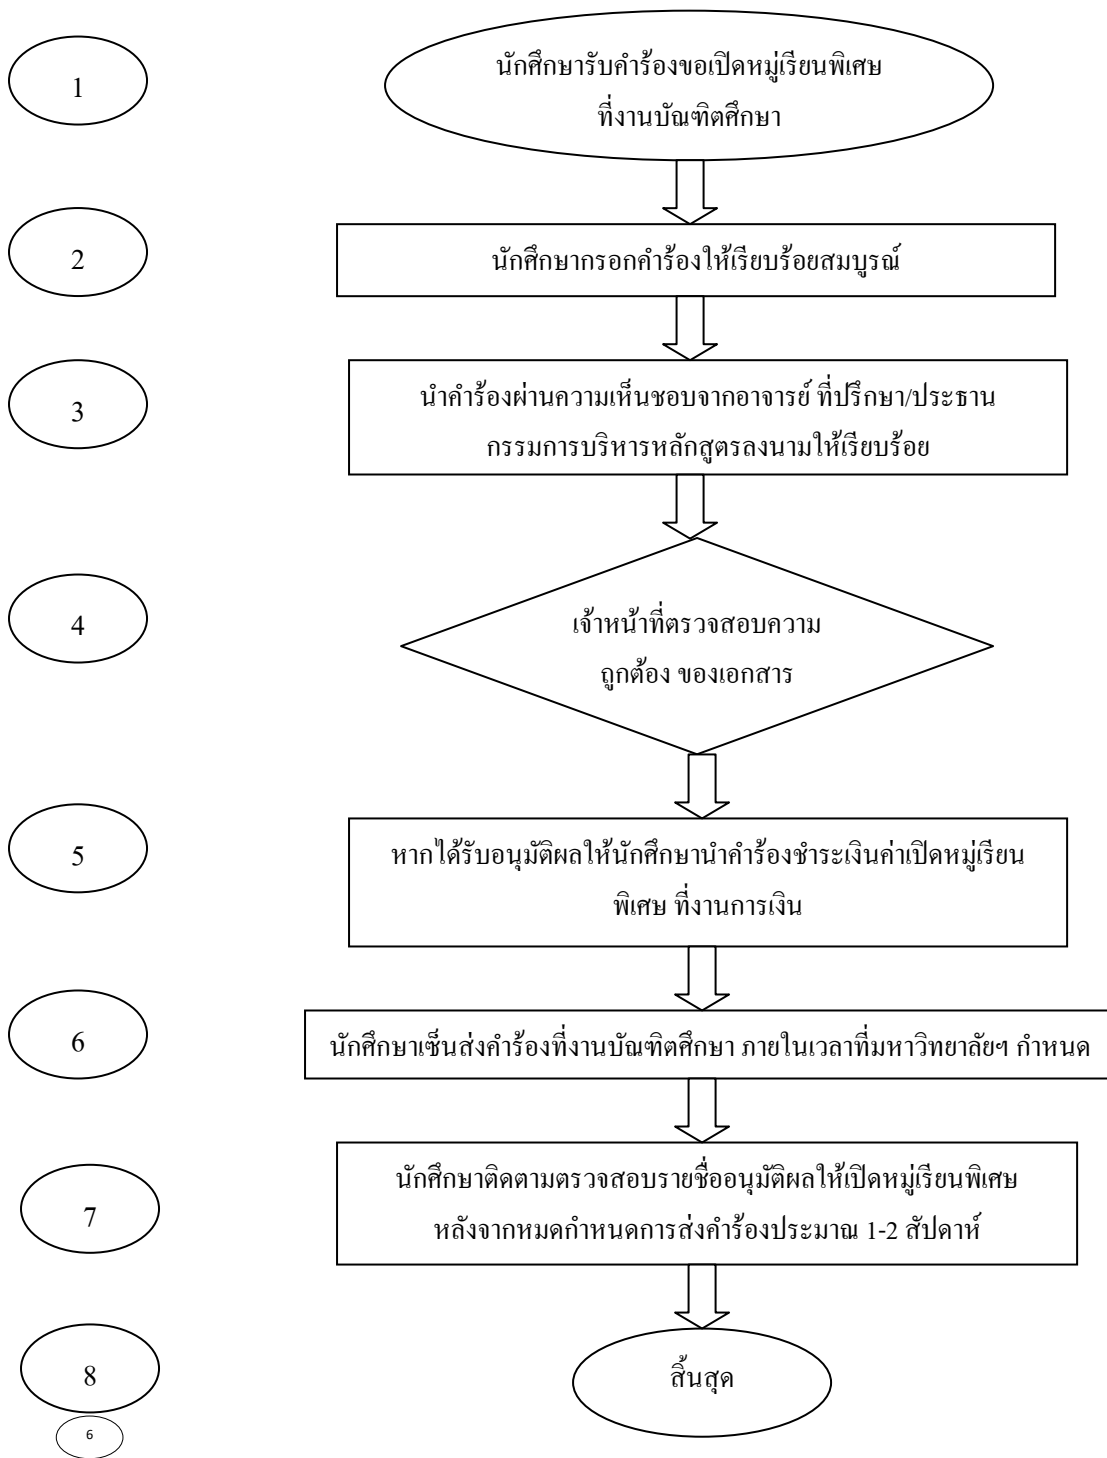 1
นักศึกษารับคำร้องขอเปิดหมู่เรียนพิเศษ
ที่งานบัณฑิตศึกษา
2
นักศึกษากรอกคำร้องให้เรียบร้อยสมบูรณ์
3
นำคำร้องผ่านความเห็นชอบจากอาจารย์ ที่ปรึกษา/ประธาน
กรรมการบริหารหลักสูตรลงนามให้เรียบร้อย
4
เจ้าหน้าที่ตรวจสอบความ
ถูกต้อง ของเอกสาร
5
หากได้รับอนุมัติผลให้นักศึกษานำคำร้องชำระเงินค่าเปิดหมู่เรียน
พิเศษ ที่งานการเงิน
6
นักศึกษาเซ็นส่งคำร้องที่งานบัณฑิตศึกษา ภายในเวลาที่มหาวิทยาลัยฯ กำหนด
7
นักศึกษาติดตามตรวจสอบรายชื่ออนุมัติผลให้เปิดหมู่เรียนพิเศษ
หลังจากหมดกำหนดการส่งคำร้องประมาณ 1-2 สัปดาห์
8
สิ้นสุด
6